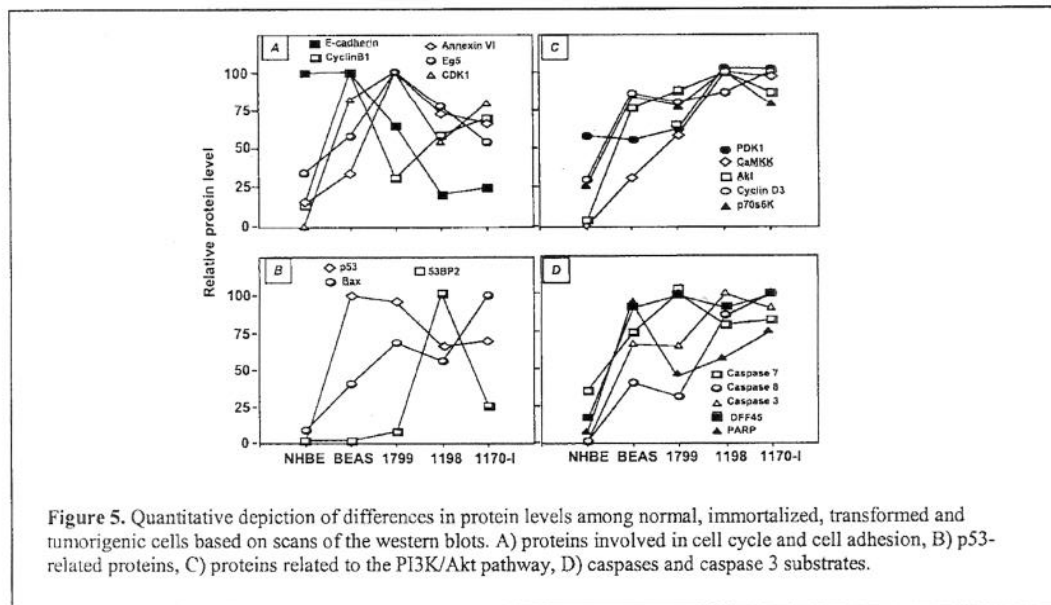 A
E-cadherin
CyclinB1
Annexin VI
Eg5
CDK1
100
75
50
25
0
C
PDK1
CaMKK
Akt
Cyclin D3
p70s6K
Relative protein level
B
p53
Bax
53BP2
100
75
50
25
0
NHBE BEAS 1799 1198 1170-I
D
Caspase 7
Caspase 8
Caspase 3
DFF45
PARP
NHBE BEAS 1799 1198 1170-I
Figure 5. Quantitative depiction of differences in protein levels among normal, immortalized, transformed and
tumorigenic cells based on scans of the western blots. A) proteins involved in cell cycle and cell adhesion, B) p53-
related proteins, C) proteins related to the PI3K/Akt pathway, D) caspases and caspase 3 substrates.